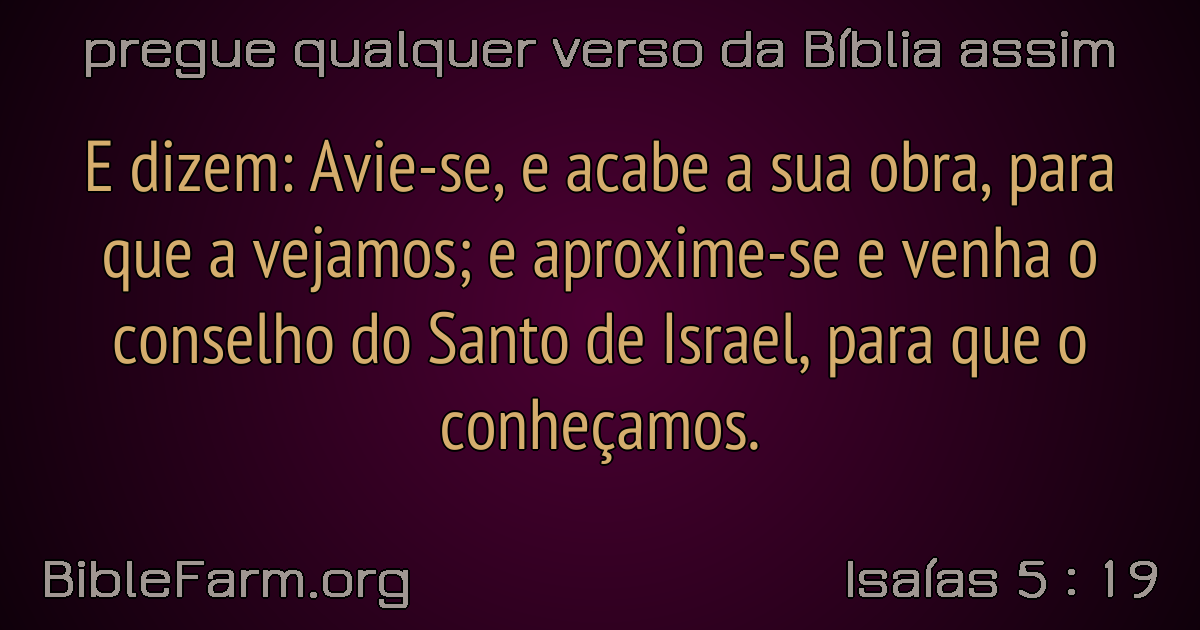 pregue qualquer verso da Bíblia assim
E dizem: Avie-se, e acabe a sua obra, para
que a vejamos; e aproxime-se e venha o
conselho do Santo de Israel, para que o
conheçamos.
BibleFarm.org
Isaías 5 : 19